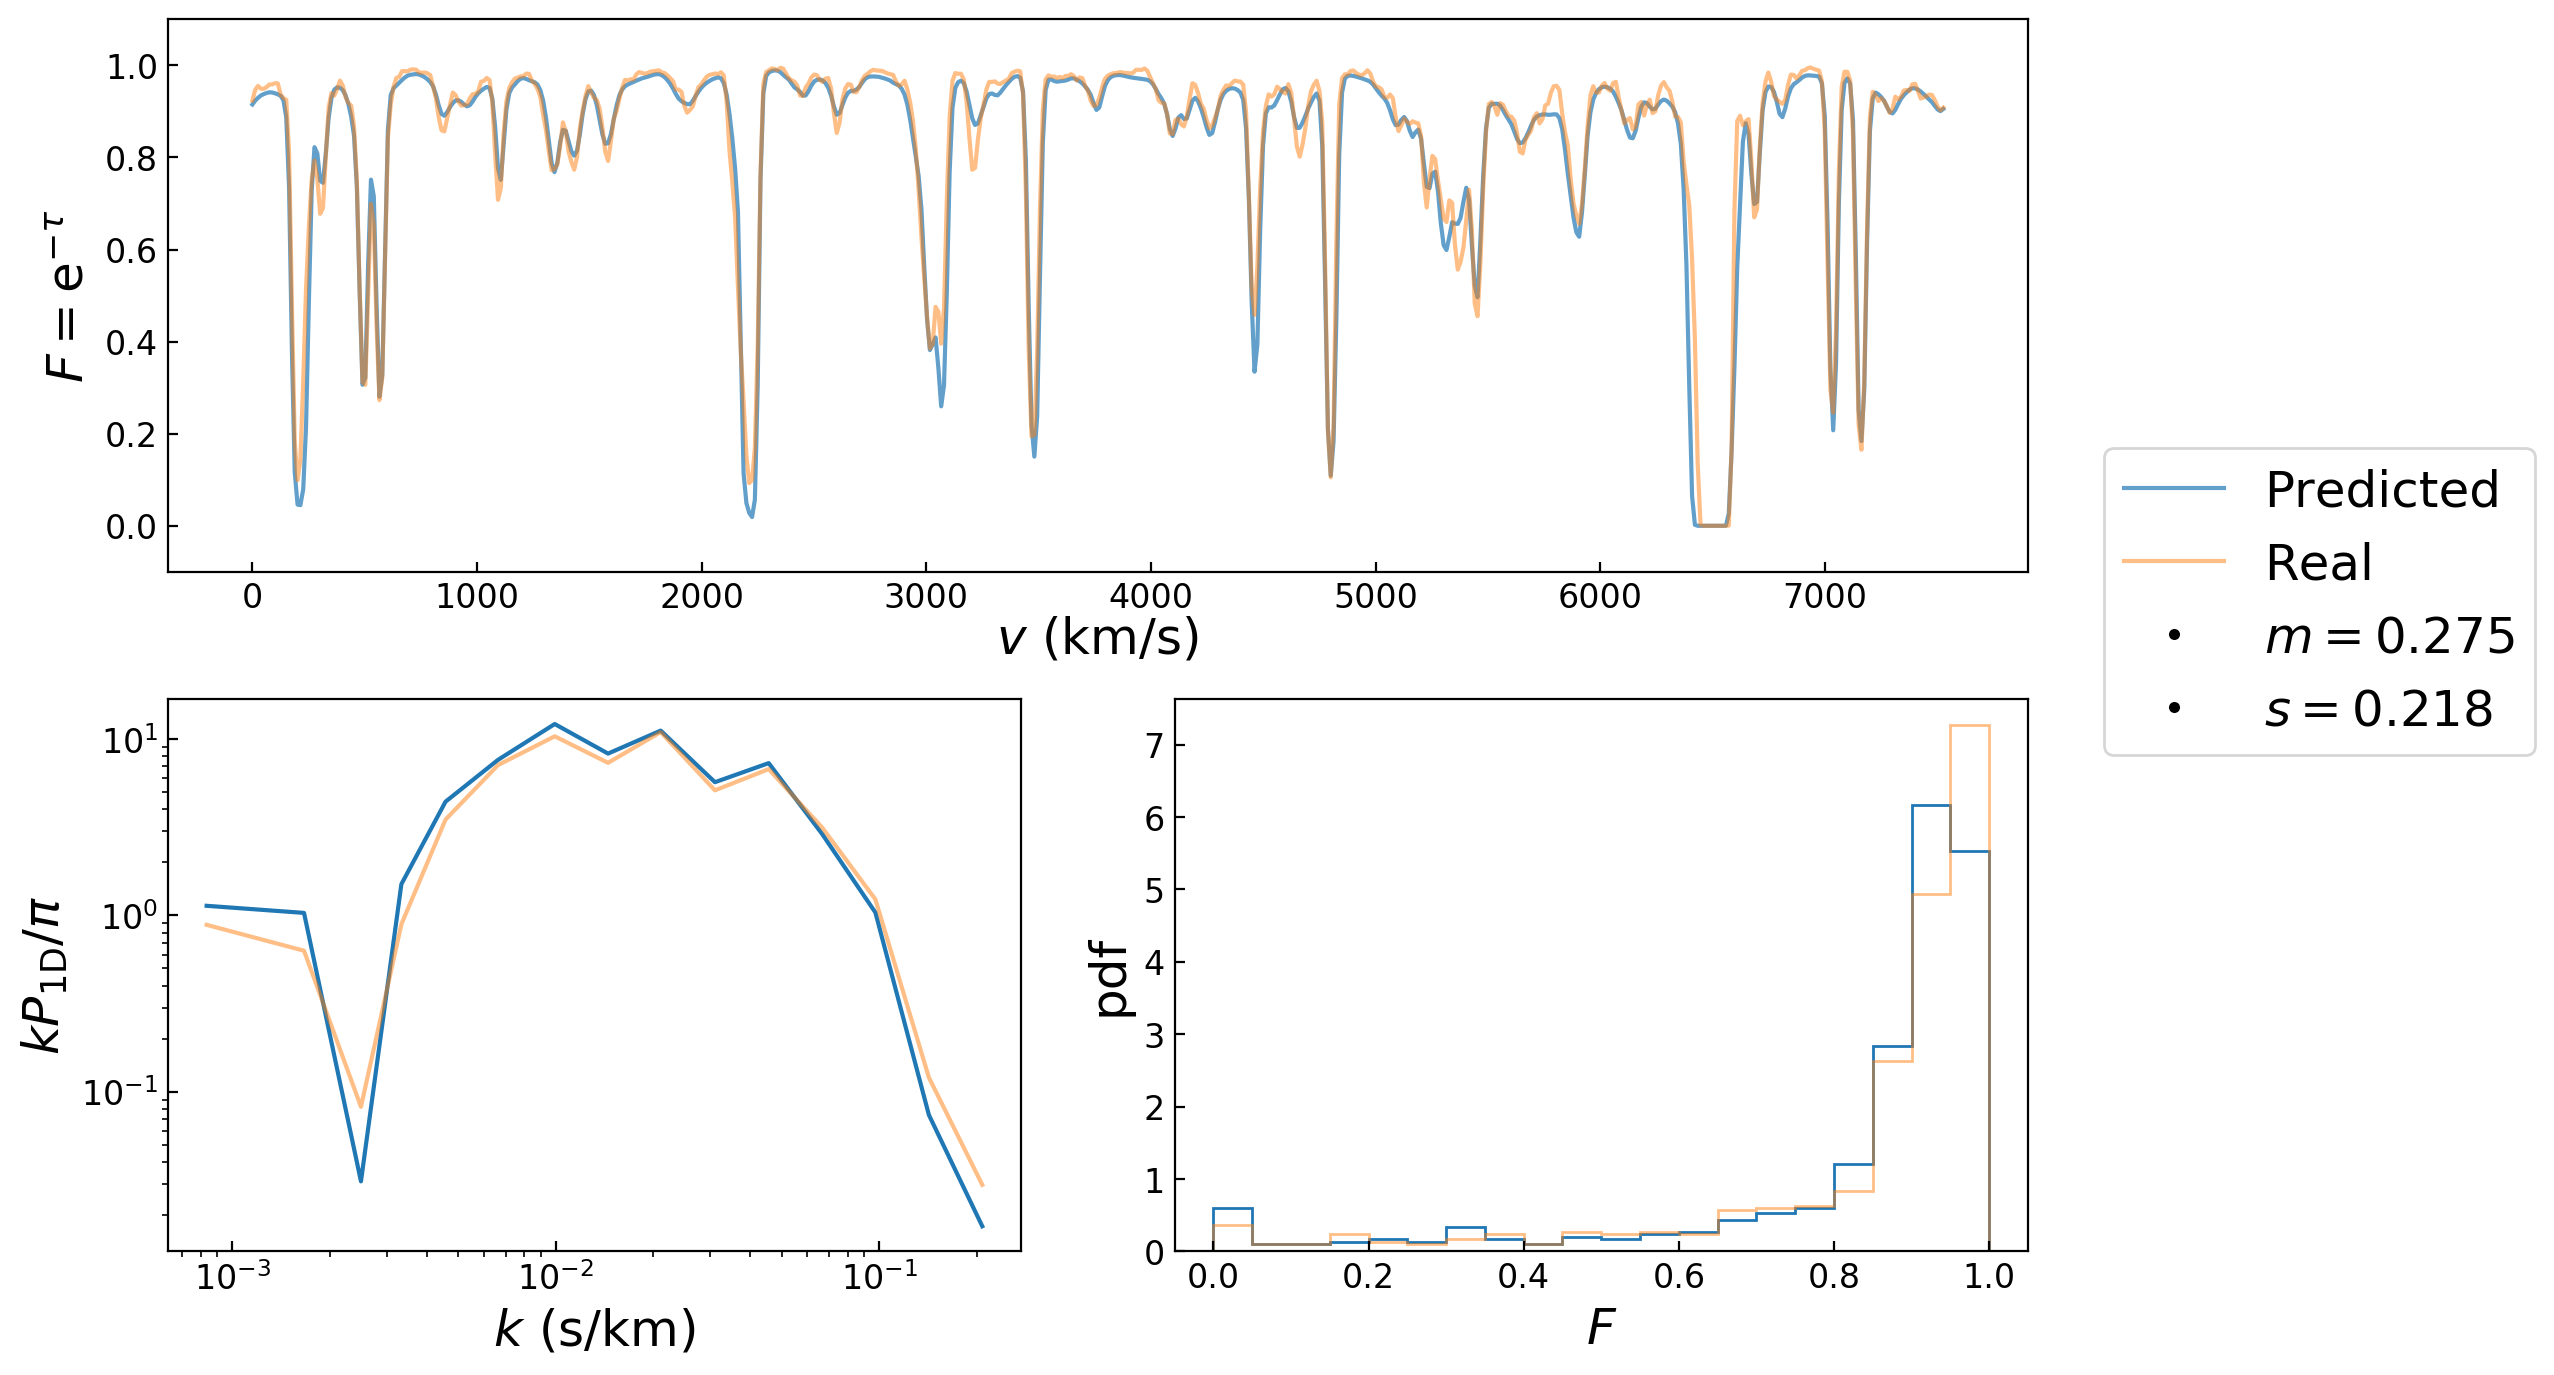 1.0
0.8
0.6
0.4
0.2
0.0
F = e^{−τ}
0 1000 2000 3000 4000 5000 6000 7000
v (km/s)
Predicted
Real
m = 0.275
s = 0.218
10^1
10^0
10^{−1}
kP_{1D}/π
10^{−3} 10^{−2} 10^{−1}
k (s/km)
7
6
5
4
3
2
1
0
pdf
0.0 0.2 0.4 0.6 0.8 1.0
F